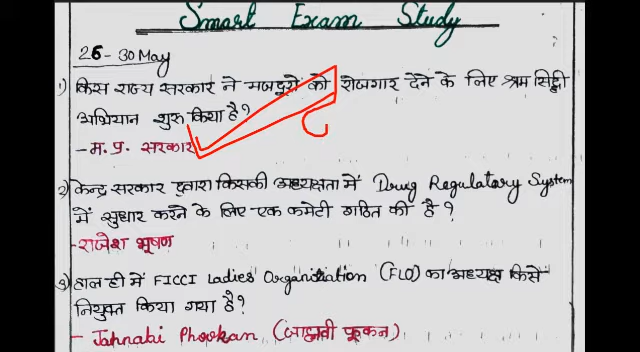 Smart Exam Study
26-30 May
1) किस राज्य सरकार ने मजदूरो को रोजगार देने के लिए श्रम सिद्धी
अभियान शुरु किया है?
- म.प्र. सरकार
2) केन्द्र सरकार द्वारा किसकी अध्यक्षता में Drug Regulatory System
में सुधार करने के लिए एक कमेटी गठित की है?
- राजेश भूषण
3) हाल ही में FICCI Ladies Organisation (FLO) का अध्यक्ष किसे
नियुक्त किया गया है?
- Jahnabi Phookan (जाह्नवी फूकन)